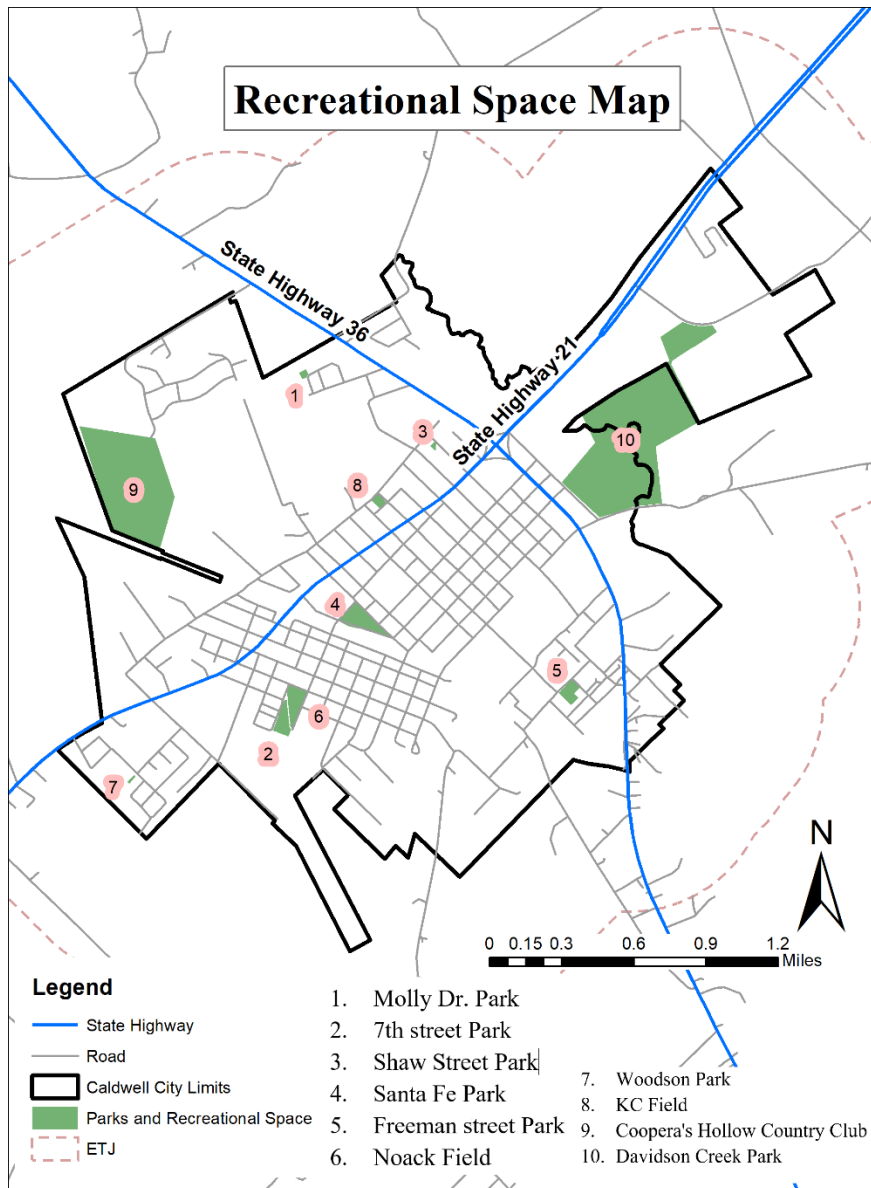 Recreational Space Map
State Highway 36
State Highway 21
1
3
10
8
9
4
5
6
2
7
N
0 0.15 0.3 0.6 0.9 1.2
Miles
Legend
State Highway
Road
Caldwell City Limits
Parks and Recreational Space
ETJ
1. Molly Dr. Park
2. 7th street Park
3. Shaw Street Park
4. Santa Fe Park
5. Freeman street Park
6. Noack Field
7. Woodson Park
8. KC Field
9. Coopera's Hollow Country Club
10. Davidson Creek Park